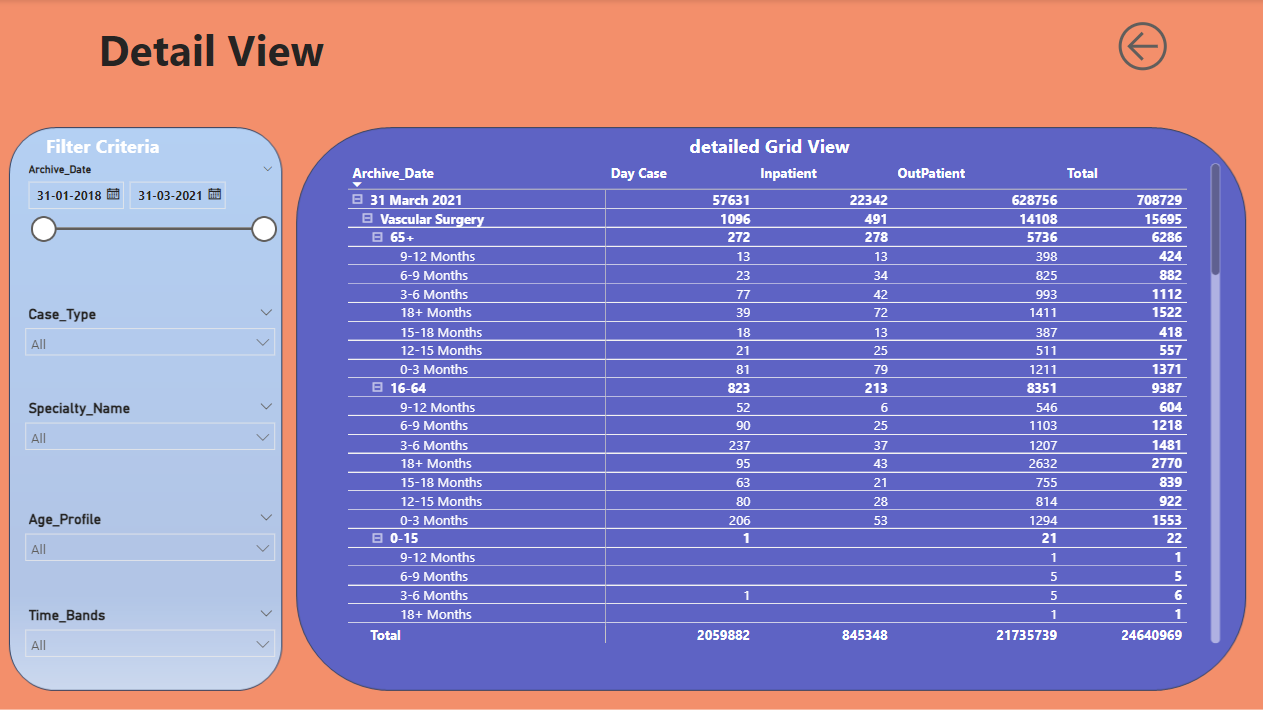 Detail View
Filter Criteria
Archive_Date
31-01-2018 31-03-2021
Case_Type
All
Specialty_Name
All
Age_Profile
All
Time_Bands
All
detailed Grid View
Archive_Date Day Case Inpatient OutPatient Total
31 March 2021 57631 22342 628756 708729
Vascular Surgery 1096 491 14108 15695
65+ 272 278 5736 6286
9-12 Months 13 13 398 424
6-9 Months 23 34 825 882
3-6 Months 77 42 993 1112
18+ Months 39 72 1411 1522
15-18 Months 18 13 387 418
12-15 Months 21 25 511 557
0-3 Months 81 79 1211 1371
16-64 823 213 8351 9387
9-12 Months 52 6 546 604
6-9 Months 90 25 1103 1218
3-6 Months 237 37 1207 1481
18+ Months 95 43 2632 2770
15-18 Months 63 21 755 839
12-15 Months 80 28 814 922
0-3 Months 206 53 1294 1553
0-15 1 21 22
9-12 Months 1 1
6-9 Months 5 5
3-6 Months 1 5 6
18+ Months 1 1
Total 2059882 845348 21735739 24640969